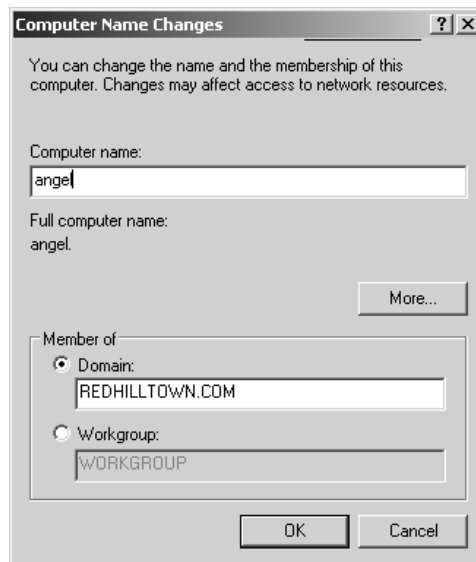 Computer Name Changes
You can change the name and the membership of this
computer. Changes may affect access to network resources.
Computer name:
angel
Full computer name:
angel.
More...
Member of
Domain:
REDHILLTOWN.COM
Workgroup:
WORKGROUP
OK Cancel